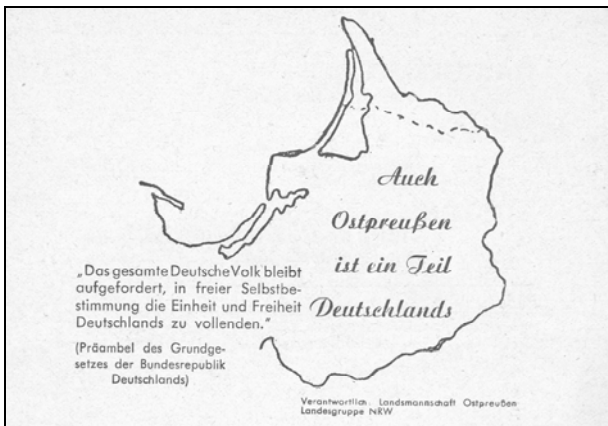 Auch
Ostpreußen
ist ein Teil
Deutschlands
„Das gesamte Deutsche Volk bleibt
aufgefordert, in freier Selbstbe-
stimmung die Einheit und Freiheit
Deutschlands zu vollenden.“
(Präambel des Grundge-
setzes der Bundesrepublik
Deutschlands)
Verantwortlich. Landsmannschaft Ostpreußen
Landesgruppe NRW